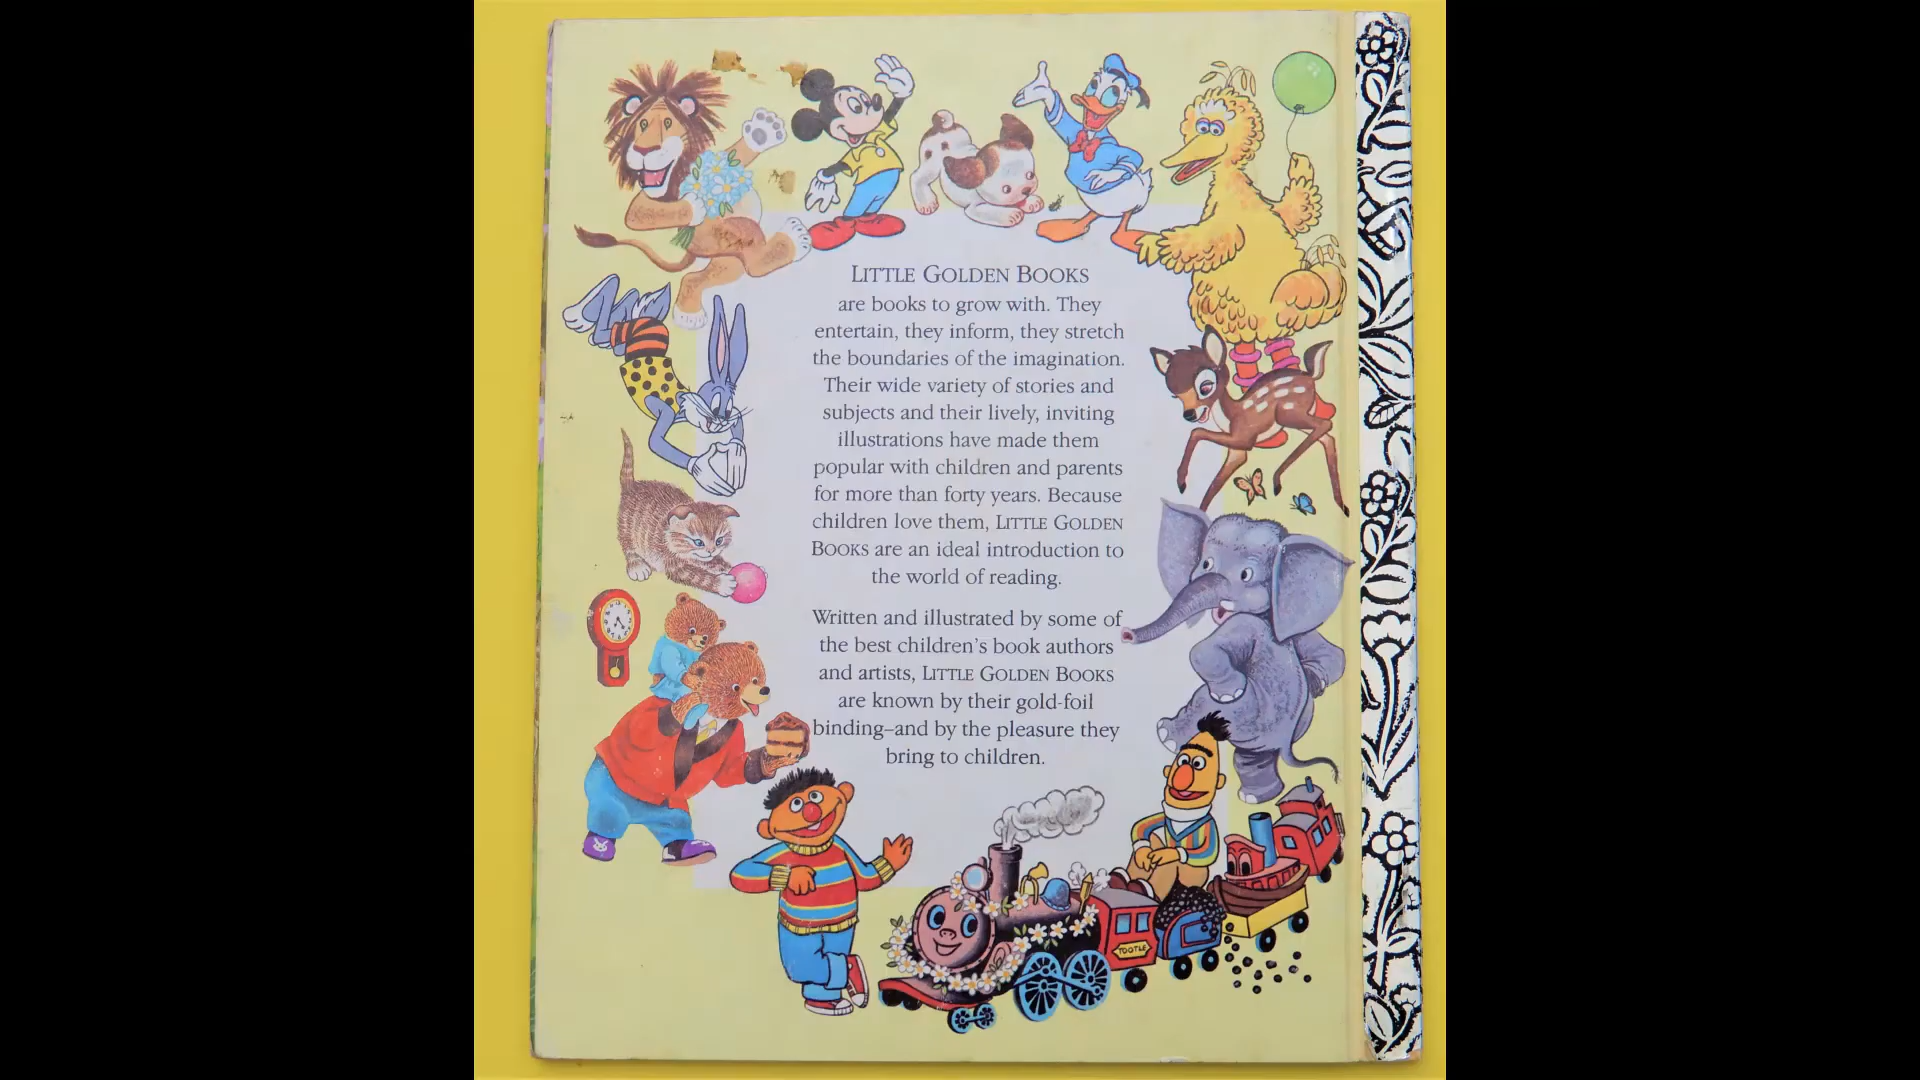 LITTLE GOLDEN BOOKS
are books to grow with. They
entertain, they inform, they stretch
the boundaries of the imagination.
Their wide variety of stories and
subjects and their lively, inviting
illustrations have made them
popular with children and parents
for more than forty years. Because
children love them, LITTLE GOLDEN
BOOKS are an ideal introduction to
the world of reading.
Written and illustrated by some of
the best children's book authors
and artists, LITTLE GOLDEN BOOKS
are known by their gold-foil
binding–and by the pleasure they
bring to children.
TOOTLE